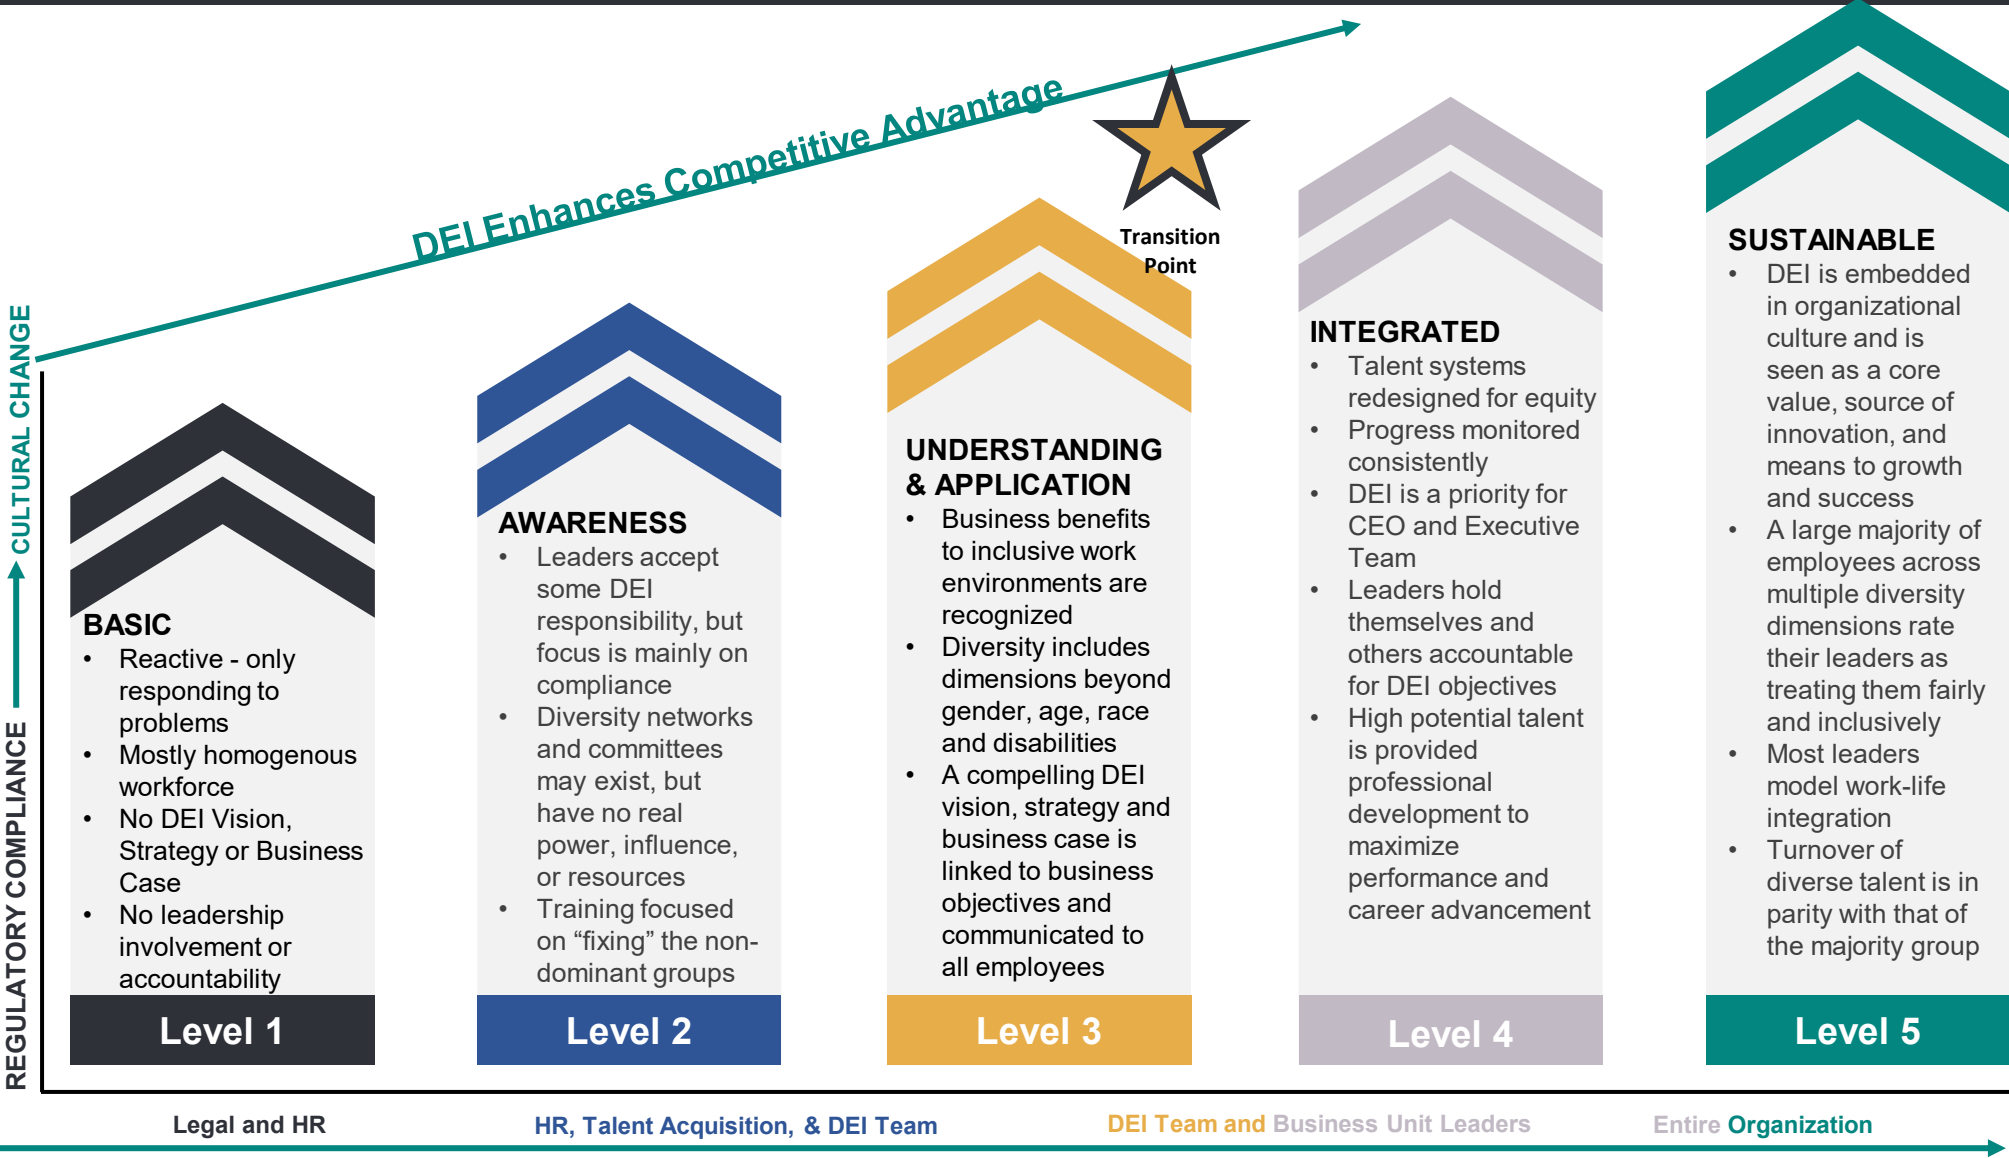 DEI Enhances Competitive Advantage
Transition
Point
REGULATORY COMPLIANCE
CULTURAL CHANGE
BASIC
• Reactive - only
responding to
problems
• Mostly homogenous
workforce
• No DEI Vision,
Strategy or Business
Case
• No leadership
involvement or
accountability
Level 1
AWARENESS
• Leaders accept
some DEI
responsibility, but
focus is mainly on
compliance
• Diversity networks
and committees
may exist, but
have no real
power, influence,
or resources
• Training focused
on “fixing” the non-
dominant groups
Level 2
UNDERSTANDING
& APPLICATION
• Business benefits
to inclusive work
environments are
recognized
• Diversity includes
dimensions beyond
gender, age, race
and disabilities
• A compelling DEI
vision, strategy and
business case is
linked to business
objectives and
communicated to
all employees
Level 3
INTEGRATED
• Talent systems
redesigned for equity
• Progress monitored
consistently
• DEI is a priority for
CEO and Executive
Team
• Leaders hold
themselves and
others accountable
for DEI objectives
• High potential talent
is provided
professional
development to
maximize
performance and
career advancement
Level 4
SUSTAINABLE
• DEI is embedded
in organizational
culture and is
seen as a core
value, source of
innovation, and
means to growth
and success
• A large majority of
employees across
multiple diversity
dimensions rate
their leaders as
treating them fairly
and inclusively
• Most leaders
model work-life
integration
• Turnover of
diverse talent is in
parity with that of
the majority group
Level 5
Legal and HR
HR, Talent Acquisition, & DEI Team
DEI Team and Business Unit Leaders
Entire Organization